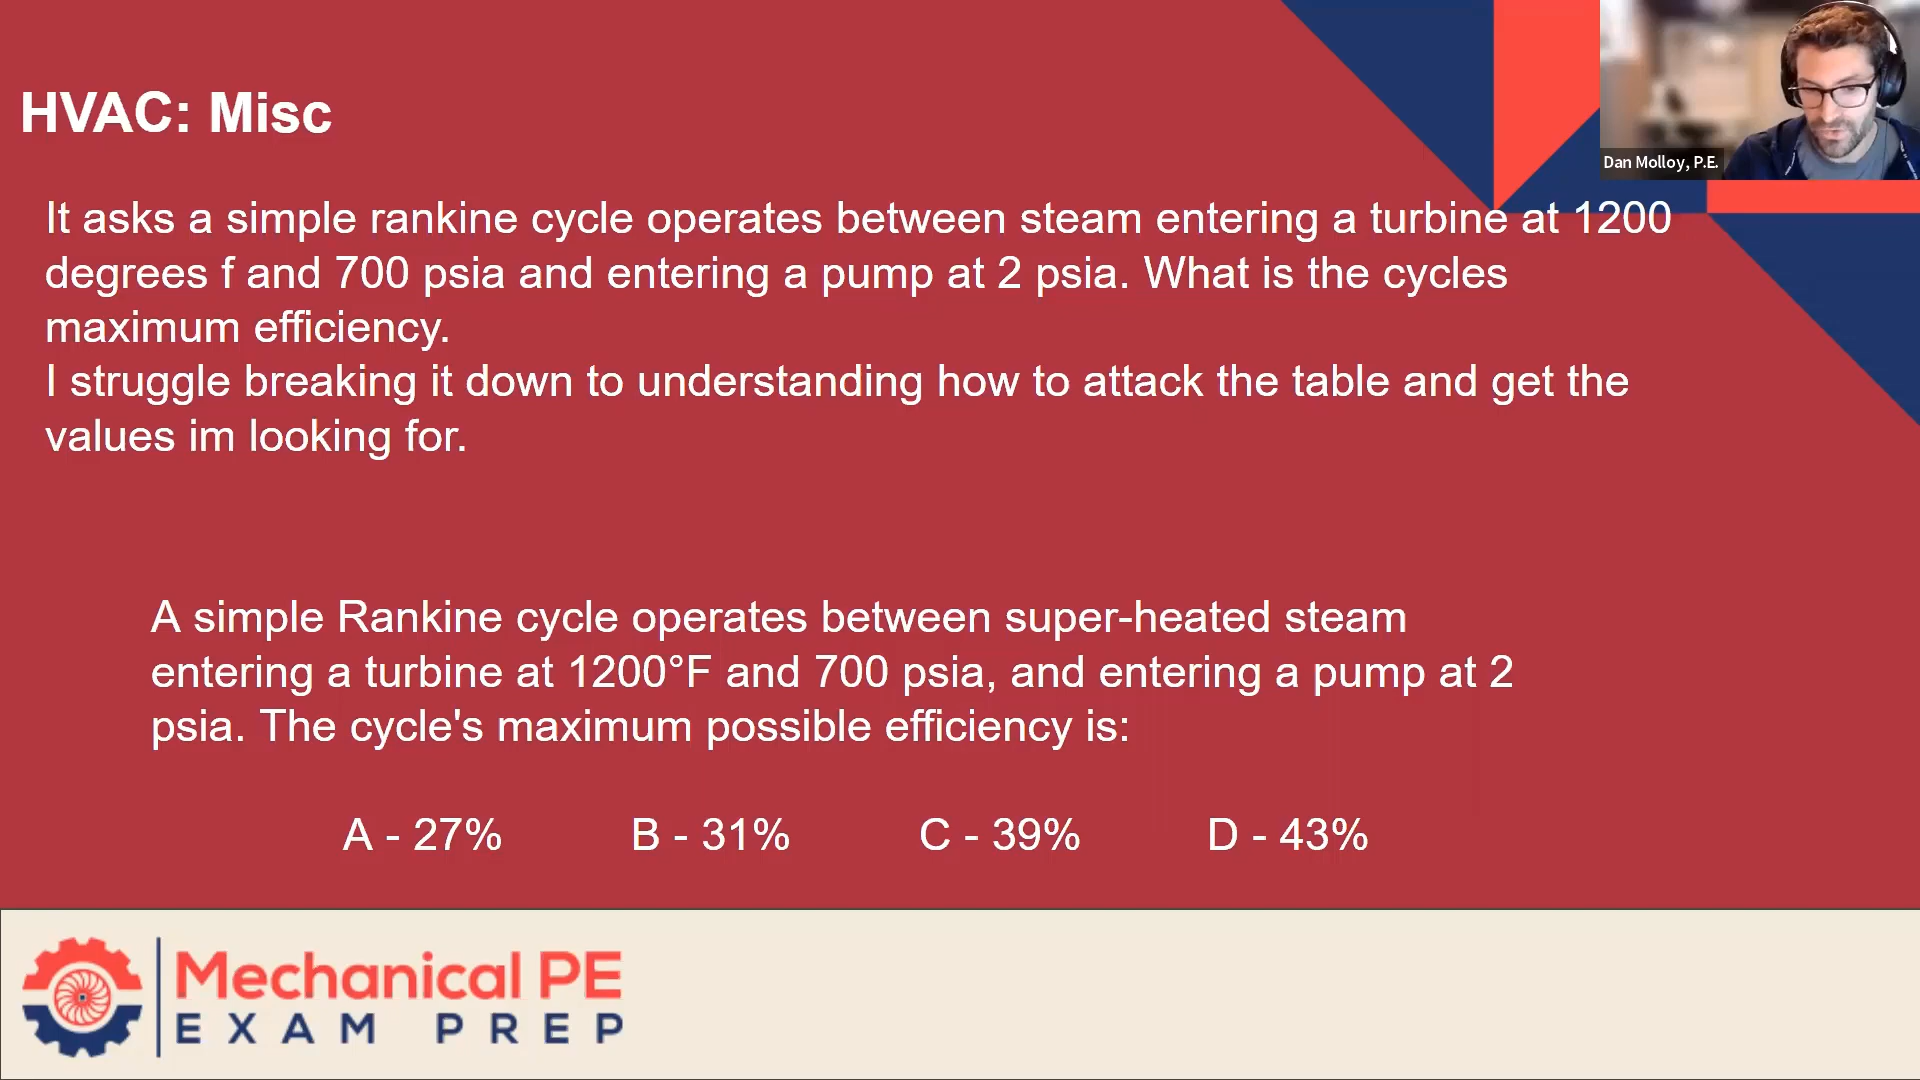 HVAC: Misc
Dan Molloy, P.E.
It asks a simple rankine cycle operates between steam entering a turbine at 1200
degrees f and 700 psia and entering a pump at 2 psia. What is the cycles
maximum efficiency.
I struggle breaking it down to understanding how to attack the table and get the
values im looking for.
A simple Rankine cycle operates between super-heated steam
entering a turbine at 1200°F and 700 psia, and entering a pump at 2
psia. The cycle's maximum possible efficiency is:
A - 27% B - 31% C - 39% D - 43%
Mechanical PE
EXAM PREP